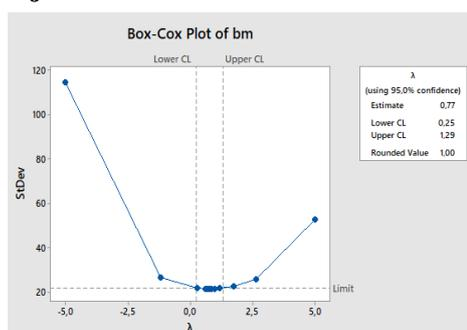 Box-Cox Plot of bm
Lower CL Upper CL
λ
(using 95,0% confidence)
Estimate 0,77
Lower CL 0,25
Upper CL 1,29
Rounded Value 1,00
120
100
80
60
40
20
StDev
Limit
-5,0 -2,5 0,0 2,5 5,0
λ